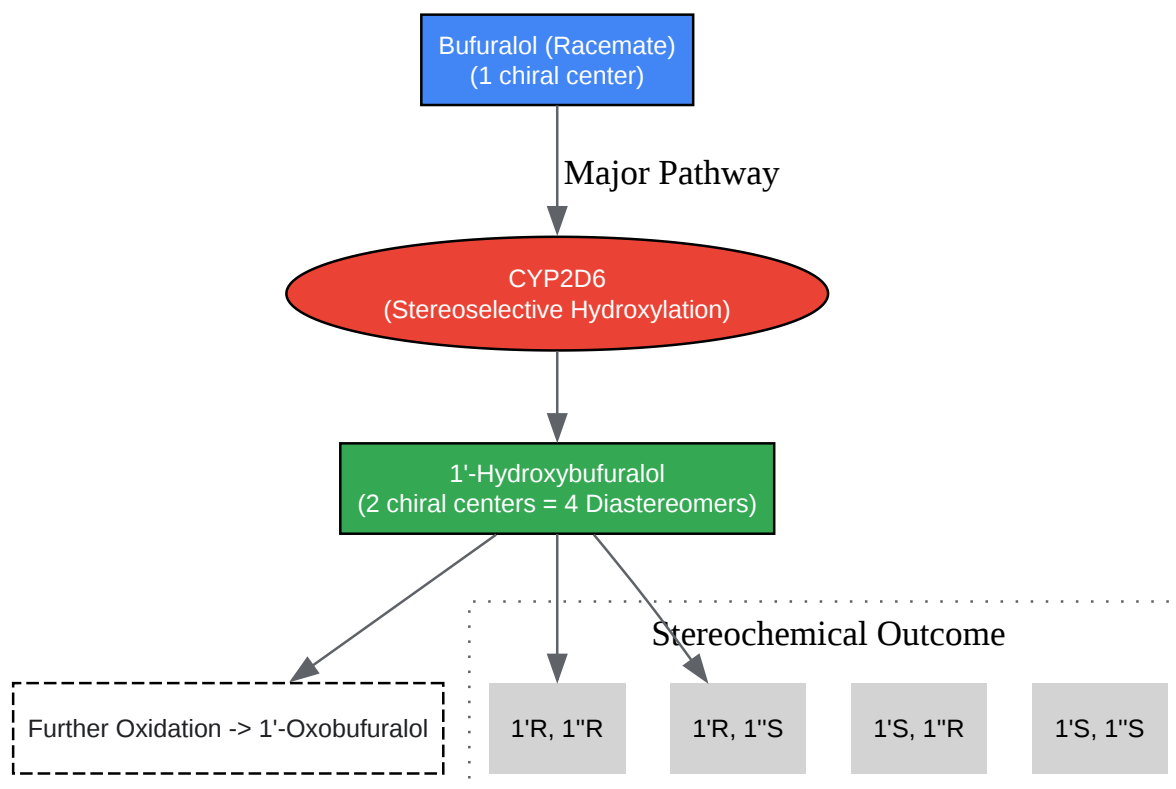 Bufuralol (Racemate)
(1 chiral center)
Major Pathway
CYP2D6
(Stereoselective Hydroxylation)
1'-Hydroxybufuralol
(2 chiral centers = 4 Diastereomers)
Stereochemical Outcome
Further Oxidation -> 1'-Oxobufuralol
1'R, 1"R
1'R, 1"S
1'S, 1"R
1'S, 1"S